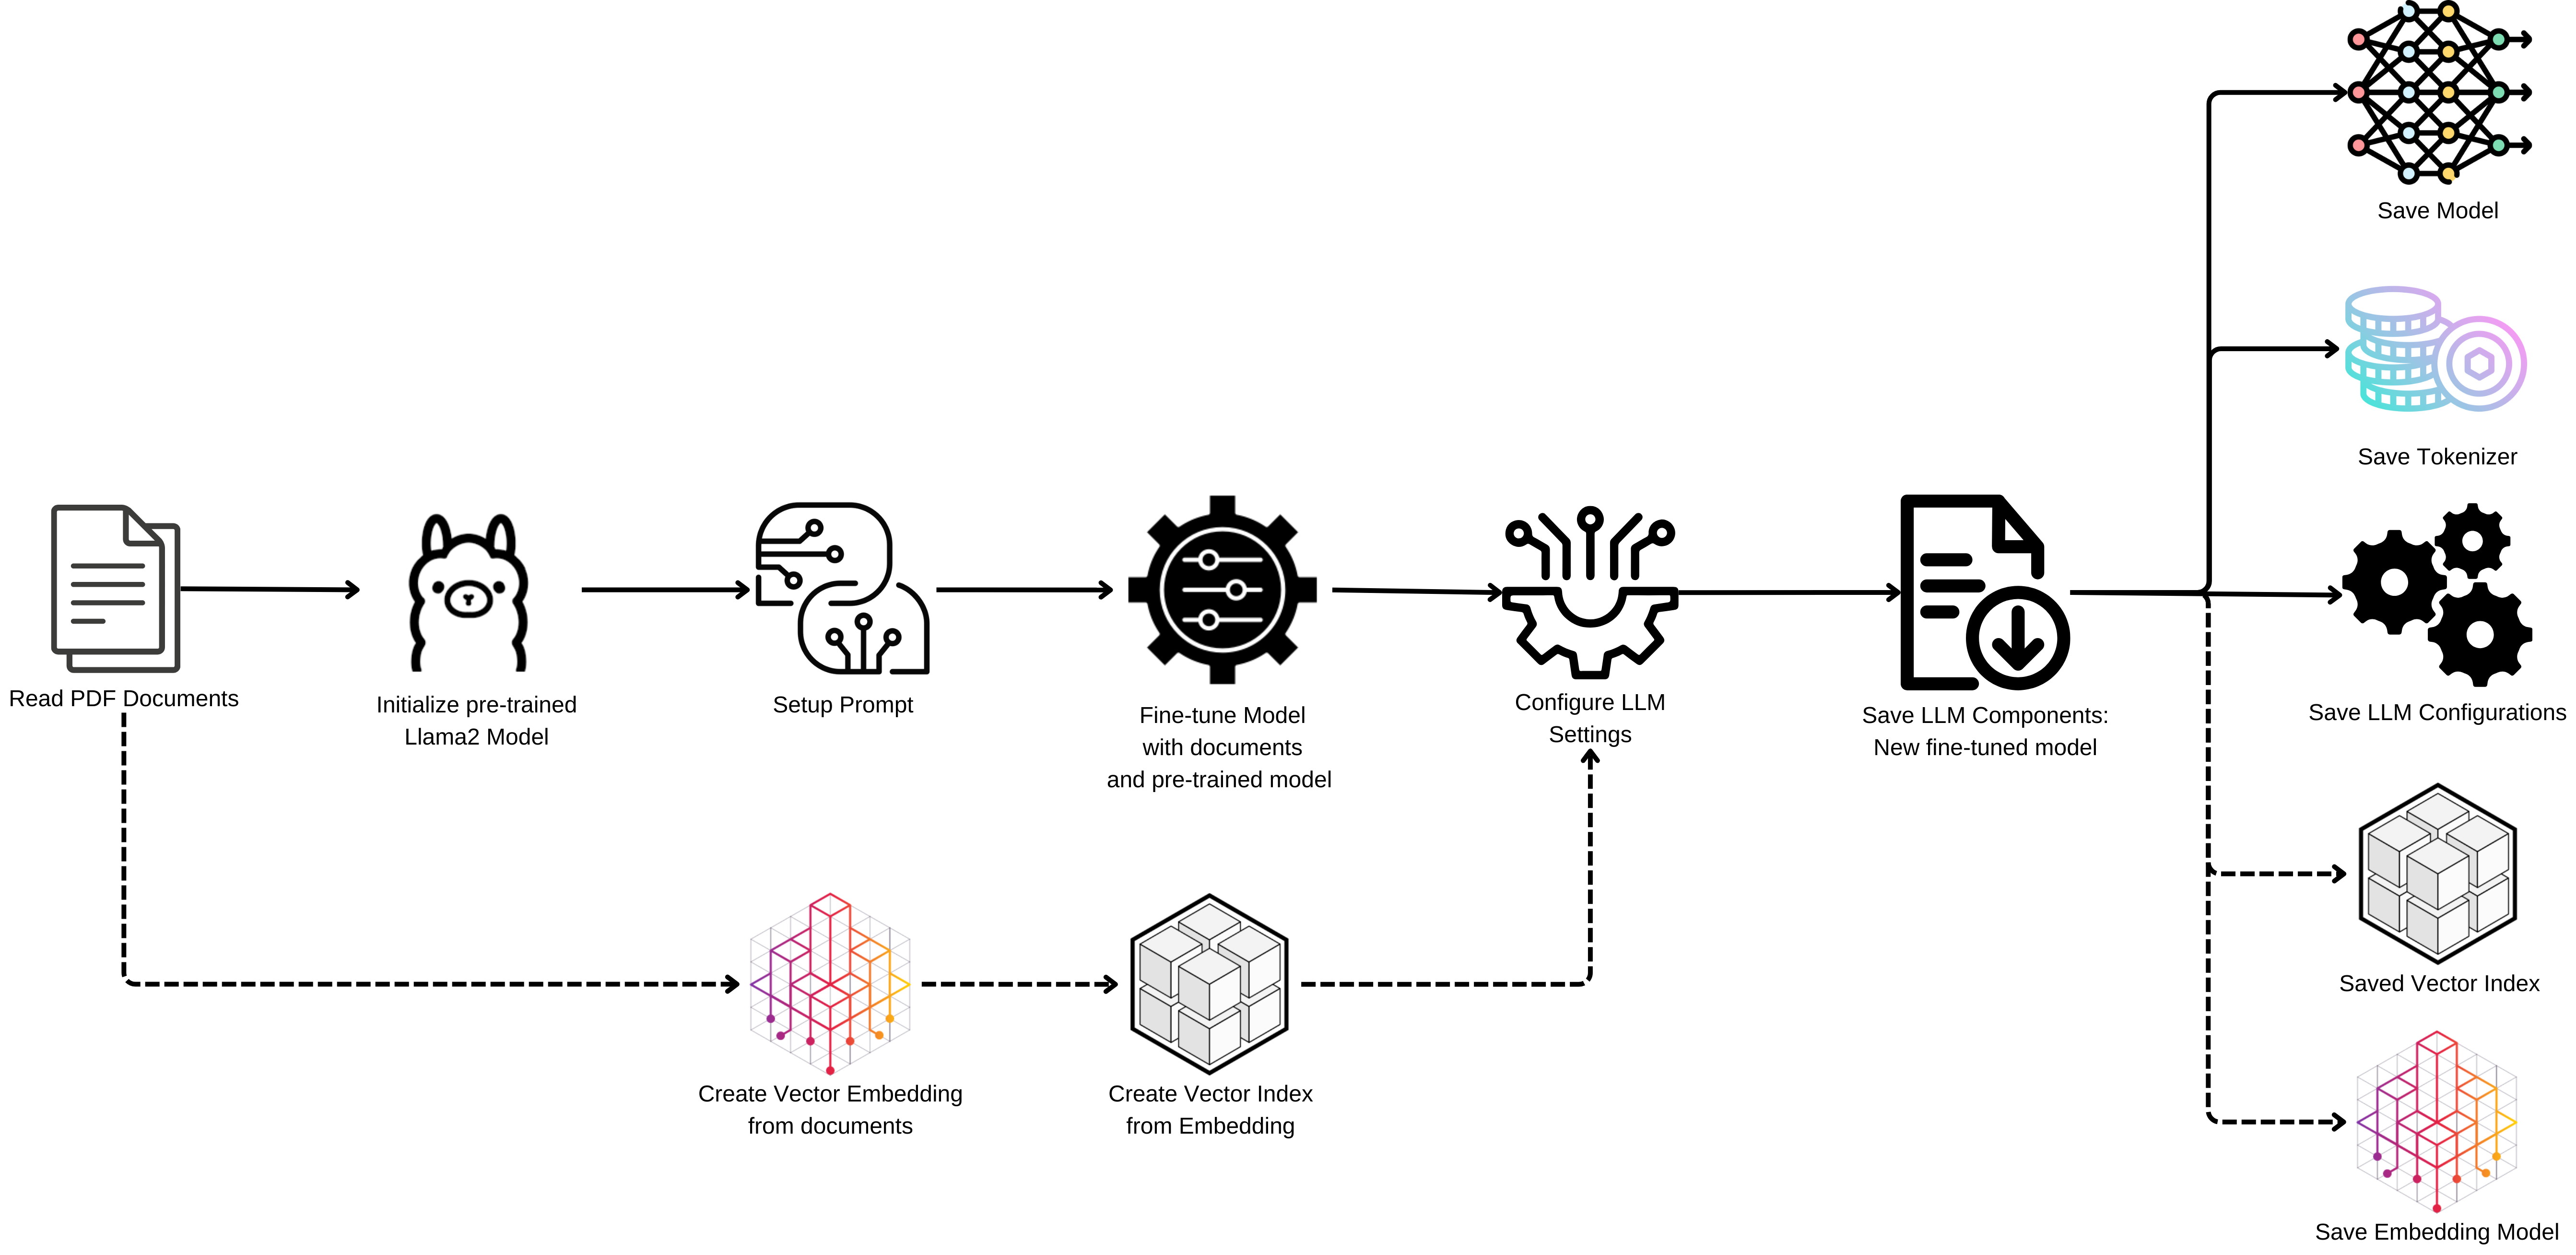 Save Model
Save Tokenizer
Read PDF Documents
Initialize pre-trained
Llama2 Model
Setup Prompt
Fine-tune Model
with documents
and pre-trained model
Configure LLM
Settings
Save LLM Components:
New fine-tuned model
Save LLM Configurations
Saved Vector Index
Create Vector Embedding
from documents
Create Vector Index
from Embedding
Save Embedding Model